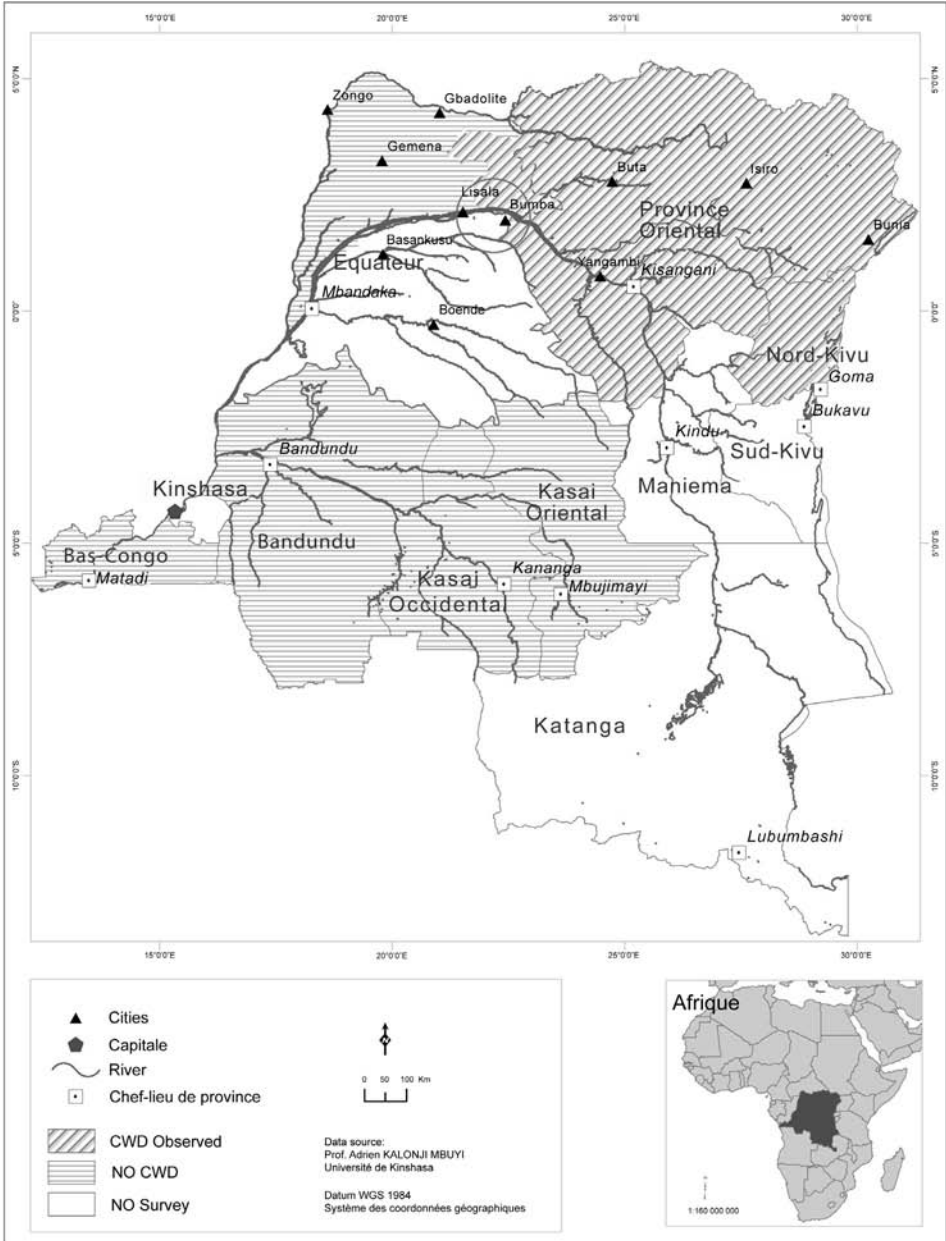 15°0'0"E 20°0'0"E 25°0'0"E 30°0'0"E
5°0'0"N 5°0'0"N
Zongo
Gbadolite
Gemena
Buta
Isiro
Lisala
Bumba
Province
Oriental
Bunia
Basankusu
Equateur
Yangambi
Kisangani
Mbandaka
0°0'0" 0°0'0"
Boende
Nord-Kivu
Goma
Bukavu
Kindu
Sud-Kivu
Bandundu
Maniema
Kinshasa
Kasai
Oriental
Bandundu
5°0'0"S 5°0'0"S
Bas-Congo
Matadi
Kananga
Kasai
Occidental
Mbujimayi
Katanga
10°0'0"S 10°0'0"S
Lubumbashi
15°0'0"E 20°0'0"E 25°0'0"E 30°0'0"E
Cities
Capitale
River
Chef-lieu de province
CWD Observed
NO CWD
NO Survey
N
0 50 100 Km
Data source:
Prof. Adrien KALONJI MBUYI
Université de Kinshasa
Datum WGS 1984
Système des coordonnées géographiques
Afrique
1:160 000 000